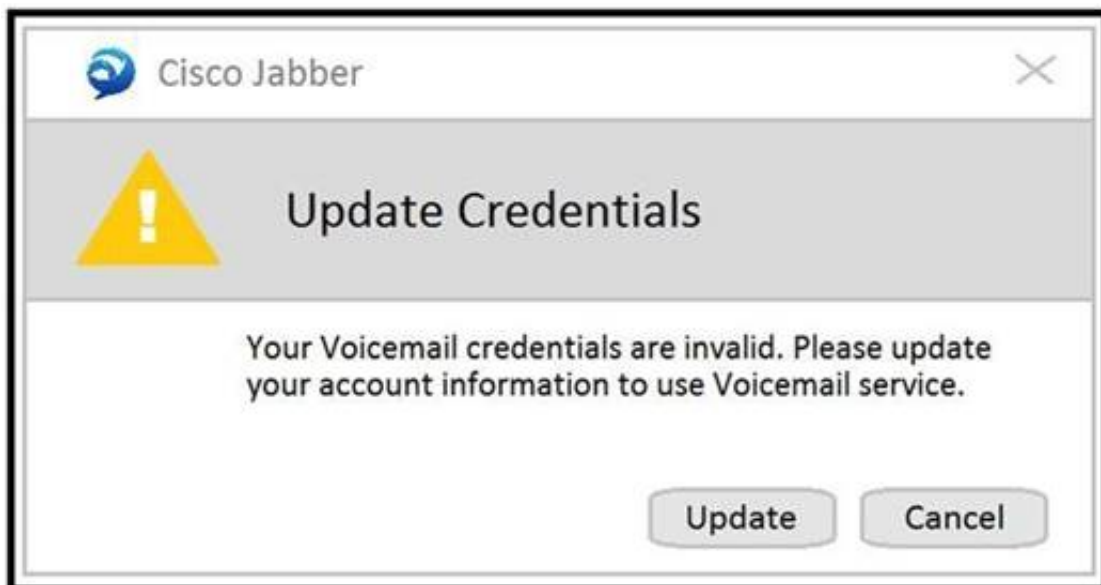 Cisco Jabber
Update Credentials
Your Voicemail credentials are invalid. Please update
your account information to use Voicemail service.
Update
Cancel